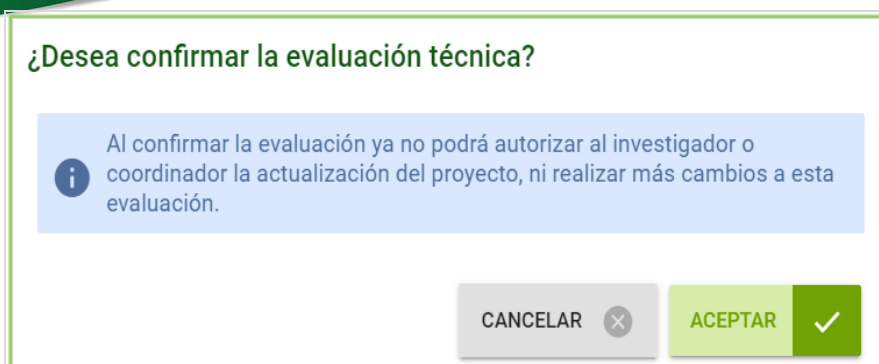 ¿Desea confirmar la evaluación técnica?
Al confirmar la evaluación ya no podrá autorizar al investigador o
coordinador la actualización del proyecto, ni realizar más cambios a esta
evaluación.
CANCELAR
ACEPTAR